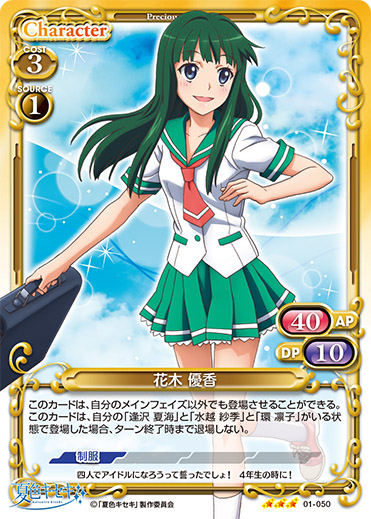 Precious
Character
COST
3
SOURCE
1
40 AP
DP 10
花木 優香
このカードは、自分のメインフェイズ以外でも登場させることができる。
このカードは、自分の「逢沢 夏海」と「水越 紗季」と「環 凛子」がいる状
態で登場した場合、ターン終了時まで退場しない。
制服
四人でアイドルになろうって誓ったでしょ! 4年生の時に!
夏色キセキ
©「夏色キセキ」製作委員会
01-050